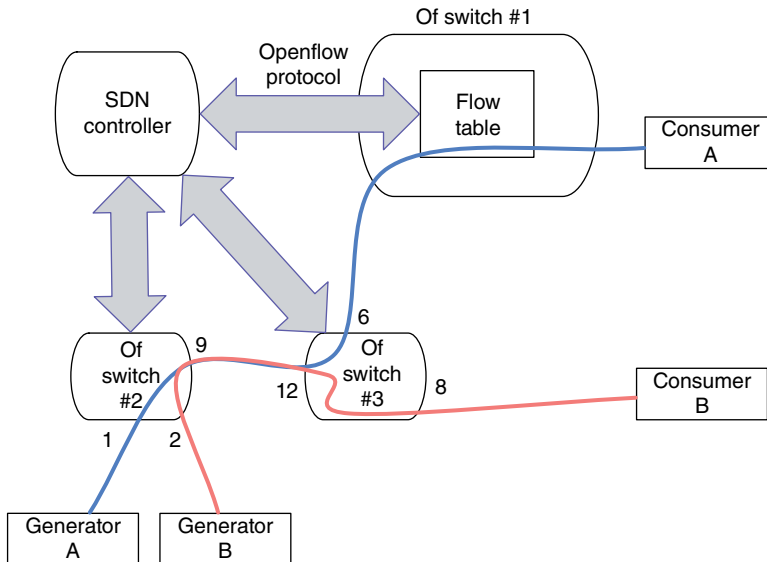 Of switch #1
Openflow
protocol
SDN
controller
Flow
table
Consumer
A
6
9
Of
switch
#2
Of
switch
#3
12
8
Consumer
B
1
2
Generator
A
Generator
B